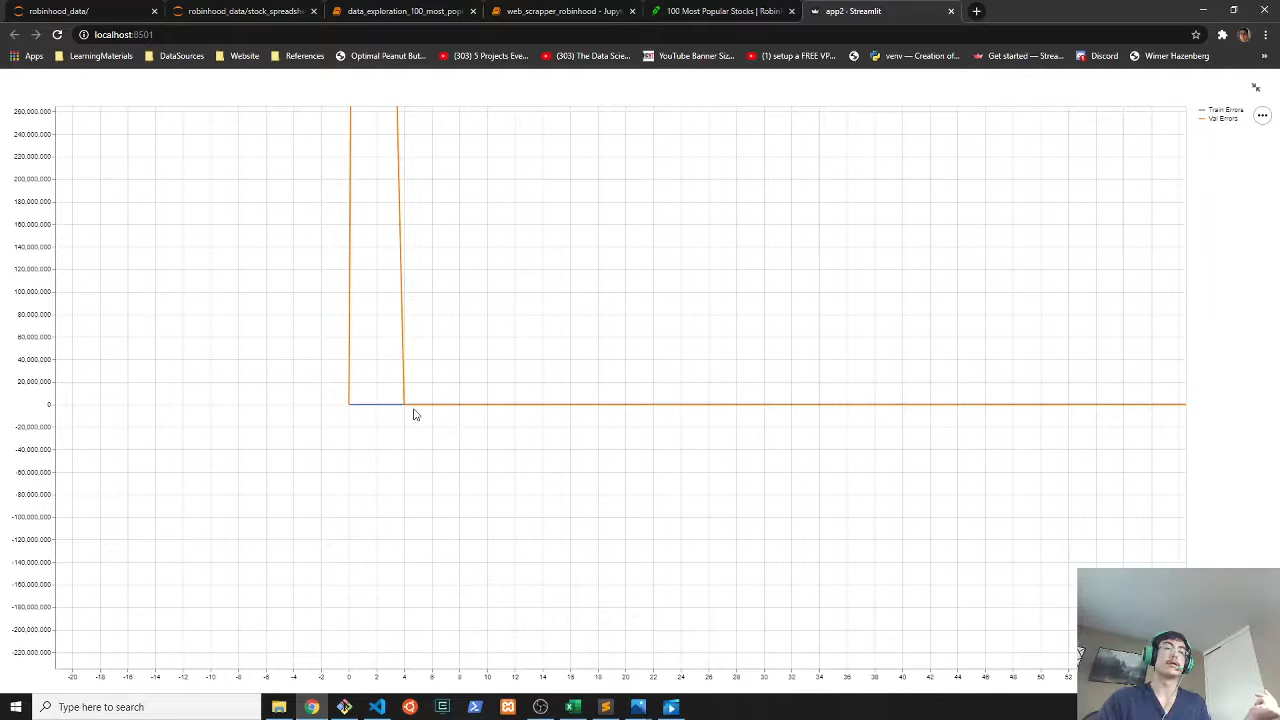 robinhood_data/
robinhood_data/stock_spreadsh
data_exploration_100_most_pop
web_scrapper_robinhood - Jupyt
100 Most Popular Stocks | Robin
app2 · Streamlit
localhost:8501
Apps
LearningMaterials
DataSources
Website
References
Optimal Peanut But...
(303) 5 Projects Eve...
(303) The Data Scie...
YouTube Banner Siz...
(1) setup a FREE VP...
venv — Creation of...
Get started — Strea...
Discord
Wimer Hazenberg
Train Errors
Val Errors
260,000,000
240,000,000
220,000,000
200,000,000
180,000,000
160,000,000
140,000,000
120,000,000
100,000,000
80,000,000
60,000,000
40,000,000
20,000,000
0
-20,000,000
-40,000,000
-60,000,000
-80,000,000
-100,000,000
-120,000,000
-140,000,000
-160,000,000
-180,000,000
-200,000,000
-220,000,000
-20 -18 -16 -14 -12 -10 -8 -6 -4 -2 0 2 4 6 8 10 12 14 16 18 20 22 24 26 28 30 32 34 36 38 40 42 44 46 48 50 52
Type here to search